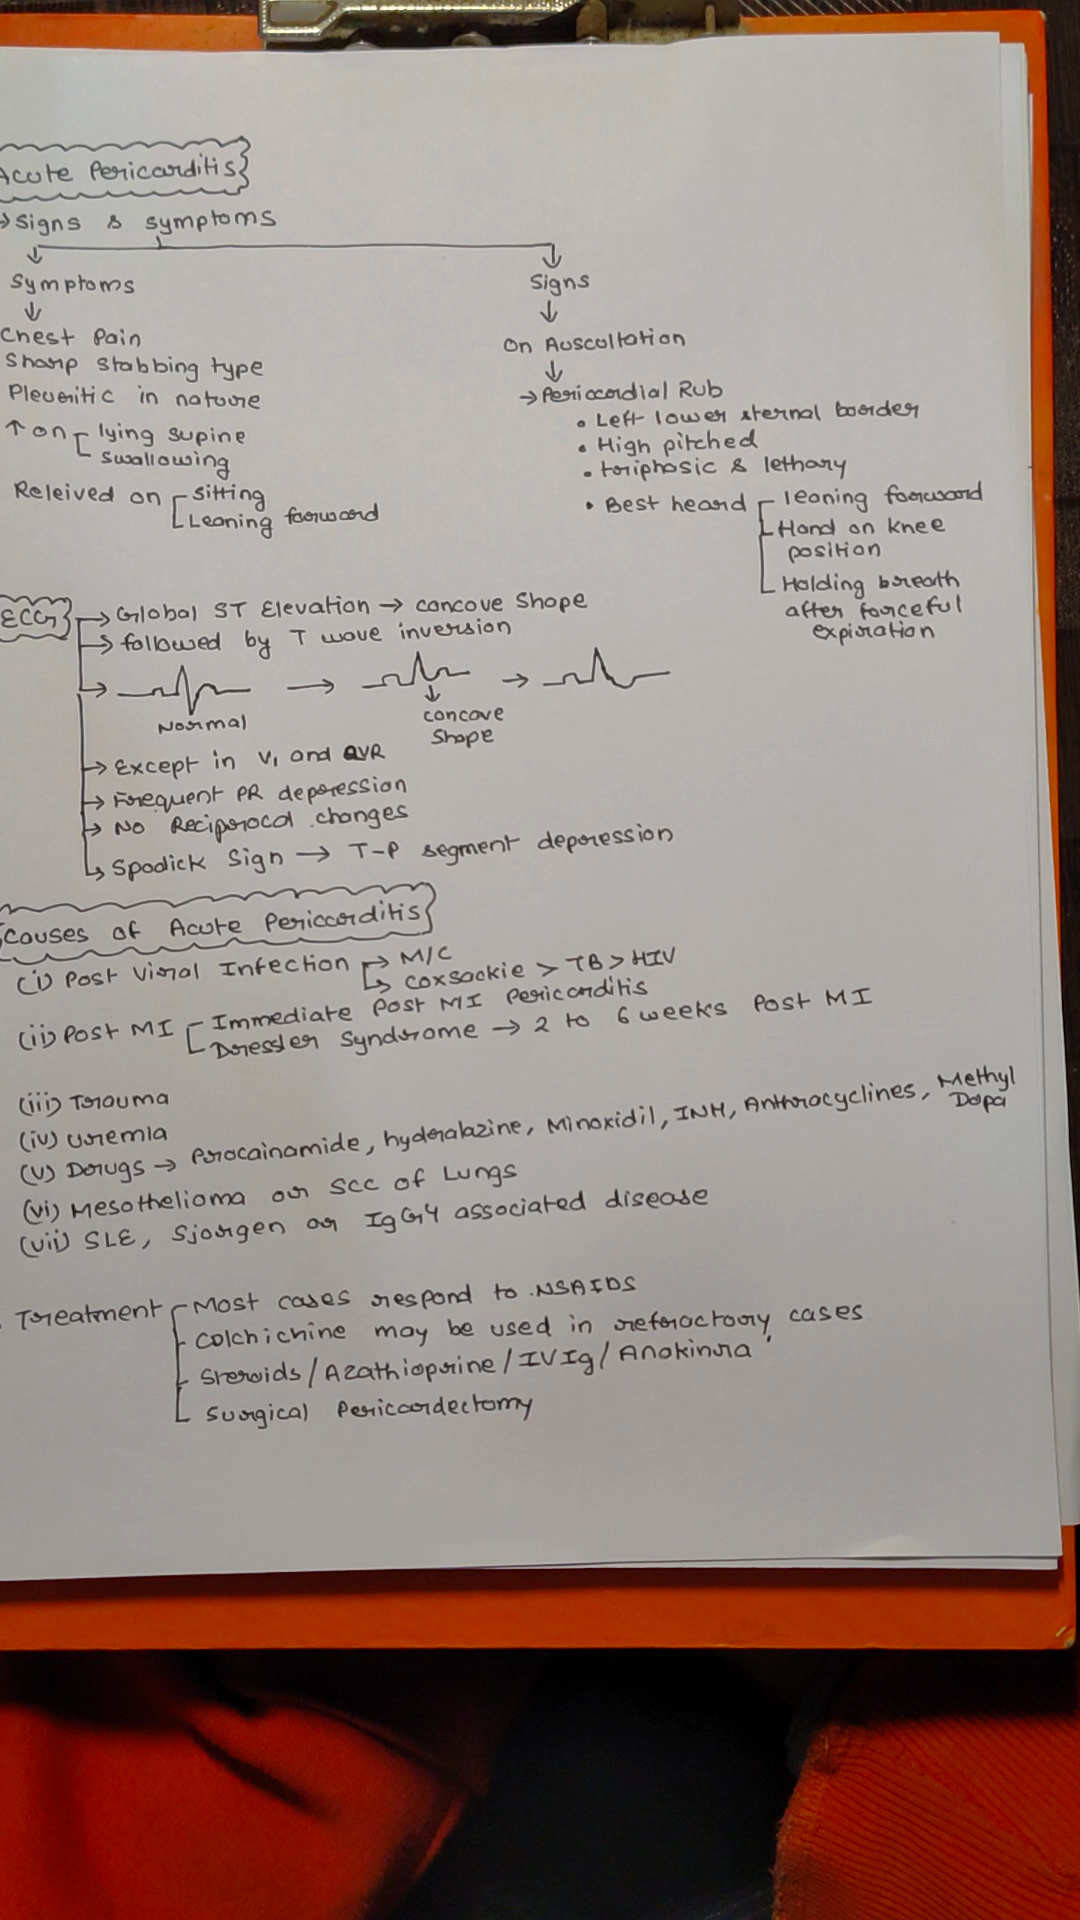 Acute Pericarditis
→ Signs & symptoms
Symptoms
Chest Pain
Sharp stabbing type
Pleuritic in nature
↑ on lying supine
swallowing
Releived on sitting
Leaning forward
Signs
On Auscultation
→ Pericardial Rub
• Left lower sternal border
• High pitched
• triphasic & lethary
• Best heard leaning forward
Hand on knee
position
Holding breath
after forceful
expiration
ECG → Global ST Elevation → concave Shape
→ followed by T wave inversion
Normal
concave
Shape
→ Except in V1 and aVR
→ Frequent PR depression
→ No Reciprocal changes
→ Spodick Sign → T-P segment depression
Causes of Acute Pericarditis
(i) Post Viral Infection → M/C
→ coxsackie > TB > HIV
(ii) Post MI Immediate Post MI Pericarditis
Dressler Syndrome → 2 to 6 weeks Post MI
(iii) Trauma
(iv) uremia
(v) Drugs → Procainamide, hyderalazine, Minoxidil, INH, Anthracyclines, Methyl
Dopa
(vi) Mesothelioma or SCC of Lungs
(vii) SLE, Sjorgen or IgG4 associated disease
Treatment Most cases respond to NSAIDS
Colchichine may be used in refractory cases
Steroids / Azathioprine / IVIg / Anakinra
Surgical Pericardectomy